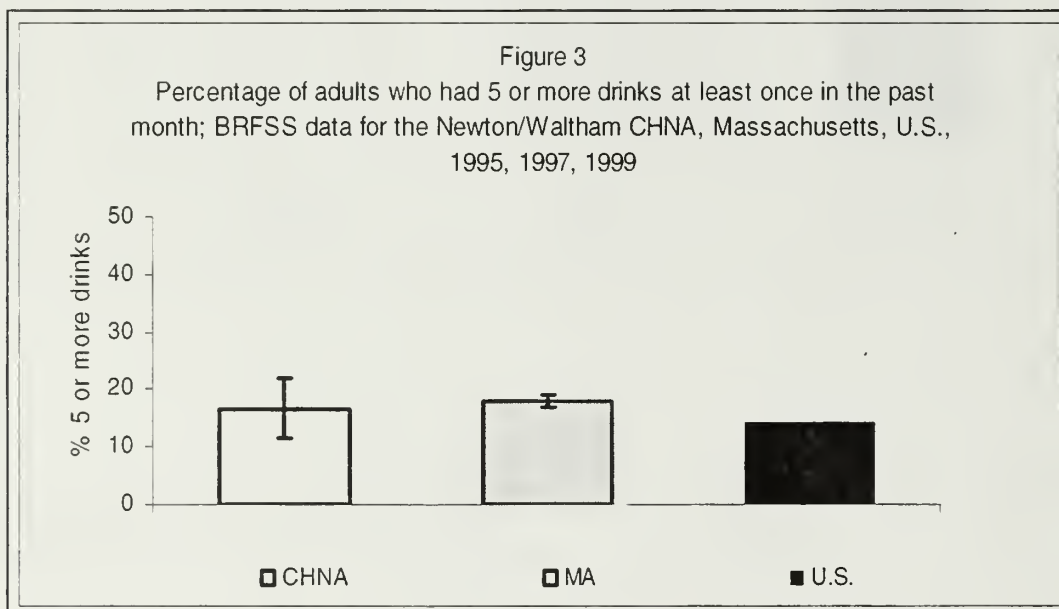 Figure 3
Percentage of adults who had 5 or more drinks at least once in the past
month; BRFSS data for the Newton/Waltham CHNA, Massachusetts, U.S.,
1995, 1997, 1999
% 5 or more drinks
50
40
30
20
10
0
CHNA
MA
U.S.